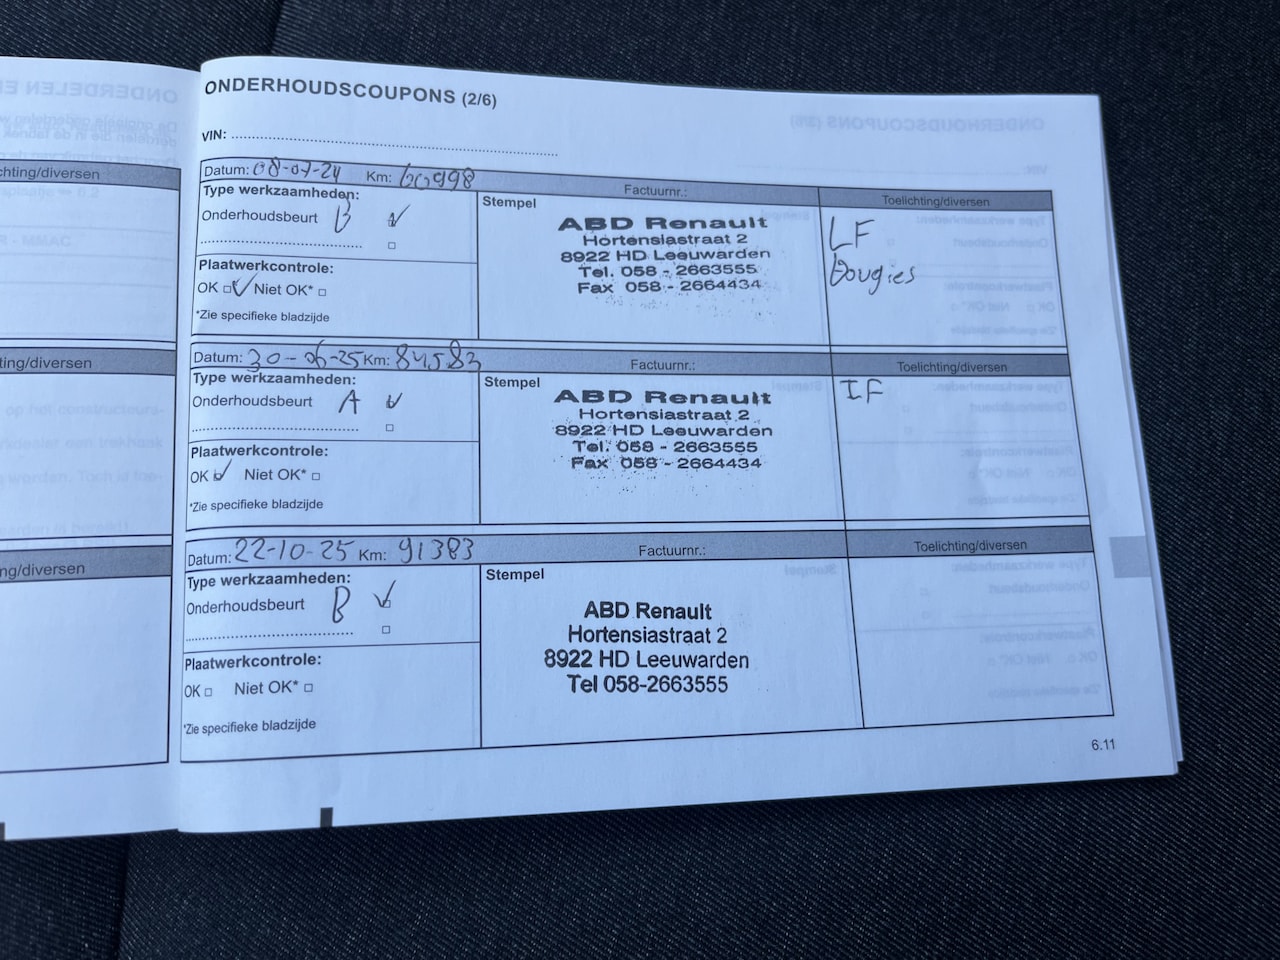 ONDERHOUDSCOUPONS (2/6)
VIN:
Datum: 08-07-24 Km: 60998 Factuurnr.: Toelichting/diversen
Type werkzaamheden:
Onderhoudsbeurt B
Plaatwerkcontrole:
OK Niet OK*
*Zie specifieke bladzijde
Stempel
ABD Renault
Hortensiastraat 2
8922 HD Leeuwarden
Tel. 058 - 2663555
Fax 058 - 2664434
LF
Bougies
Datum: 30-06-25 Km: 84583 Factuurnr.: Toelichting/diversen
Type werkzaamheden:
Onderhoudsbeurt A
Plaatwerkcontrole:
OK Niet OK*
*Zie specifieke bladzijde
Stempel
ABD Renault
Hortensiastraat 2
8922 HD Leeuwarden
Tel. 058 - 2663555
Fax 058 - 2664434
IF
Datum: 22-10-25 Km: 91383 Factuurnr.: Toelichting/diversen
Type werkzaamheden:
Onderhoudsbeurt B
Plaatwerkcontrole:
OK Niet OK*
*Zie specifieke bladzijde
Stempel
ABD Renault
Hortensiastraat 2
8922 HD Leeuwarden
Tel 058-2663555
6.11